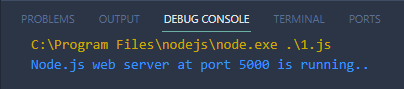 PROBLEMS OUTPUT DEBUG CONSOLE TERMINAL PORTS
C:\Program Files\nodejs\node.exe .\1.js
Node.js web server at port 5000 is running..